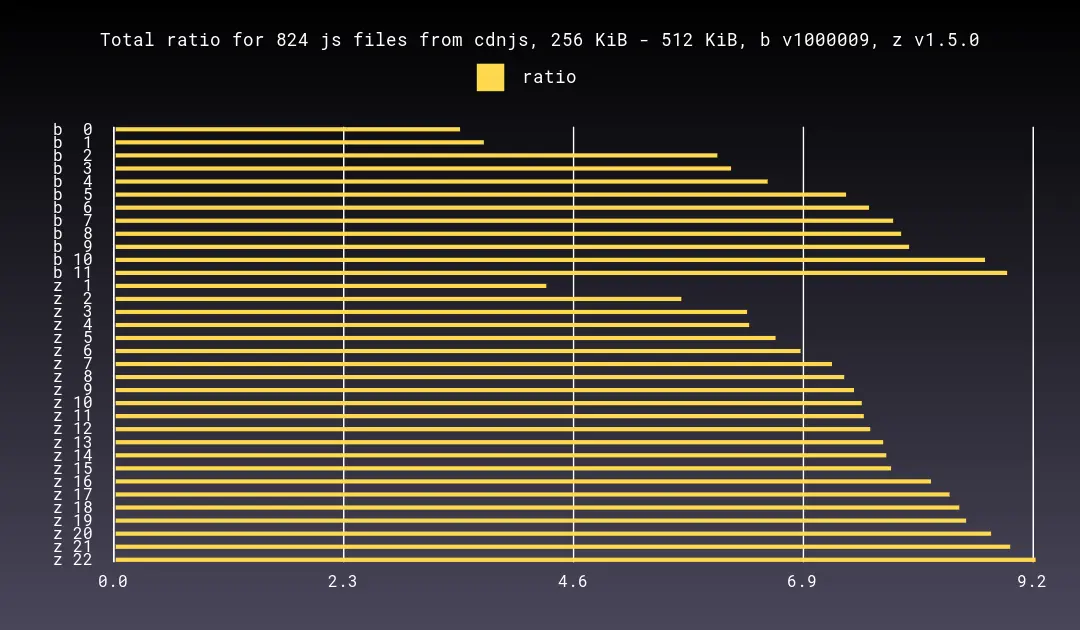 Total ratio for 824 js files from cdnjs, 256 KiB - 512 KiB, b v1000009, z v1.5.0
ratio
b  0
b  1
b  2
b  3
b  4
b  5
b  6
b  7
b  8
b  9
b 10
b 11
z  1
z  2
z  3
z  4
z  5
z  6
z  7
z  8
z  9
z 10
z 11
z 12
z 13
z 14
z 15
z 16
z 17
z 18
z 19
z 20
z 21
z 22
0.0 2.3 4.6 6.9 9.2